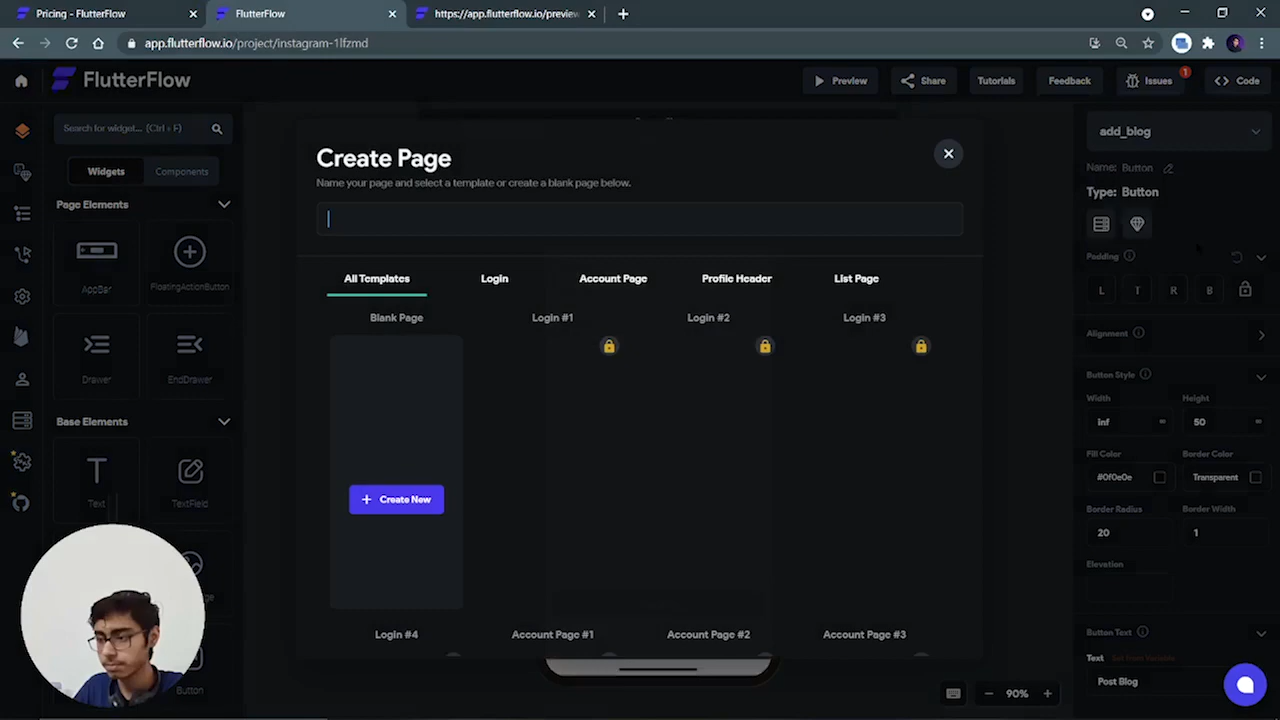 Pricing - FlutterFlow
FlutterFlow
https://app.flutterflow.io/preview
app.flutterflow.io/project/instagram-1lfzmd
FlutterFlow
Preview
Share
Tutorials
Feedback
Issues
1
Code
Search for widget... (Ctrl + F)
Widgets
Components
Page Elements
AppBar
FloatingActionButton
Drawer
EndDrawer
Base Elements
Text
TextField
Button
Create Page
Name your page and select a template or create a blank page below.
All Templates
Login
Account Page
Profile Header
List Page
Blank Page
Login #1
Login #2
Login #3
+ Create New
Login #4
Account Page #1
Account Page #2
Account Page #3
90%
add_blog
Name: Button
Type: Button
Padding
L
T
R
B
Alignment
Button Style
Width
Height
Inf
=
50
=
Fill Color
Border Color
#0f0e0e
Transparent
Border Radius
Border Width
20
1
Elevation
Button Text
Text
Set from Variable
Post Blog